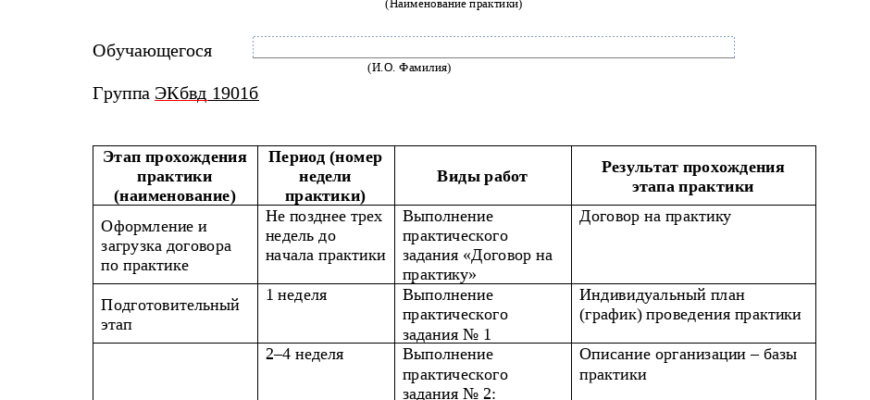 (Наименование практики)
Обучающегося
(И.О. Фамилия)
Группа ЭКбвд 1901б
Этап прохождения
практики
(наименование)
Период (номер
недели
практики)
Виды работ
Результат прохождения
этапа практики
Оформление и
загрузка договора
по практике
Не позднее трех
недель до
начала практики
Выполнение
практического
задания «Договор на
практику»
Договор на практику
Подготовительный
этап
1 неделя
Выполнение
практического
задания № 1
Индивидуальный план
(график) проведения практики
2–4 неделя
Выполнение
практического
задания № 2:
Описание организации – базы
практики